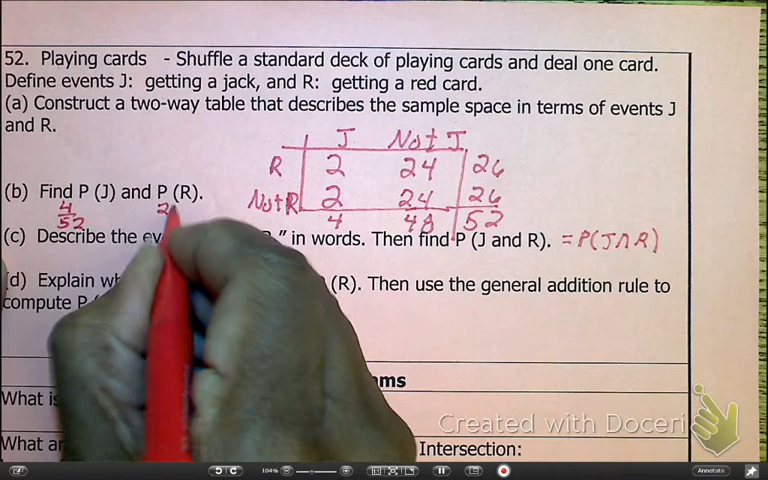 52. Playing cards - Shuffle a standard deck of playing cards and deal one card.
Define events J: getting a jack, and R: getting a red card.
(a) Construct a two-way table that describes the sample space in terms of events J
and R.
J Not J
R 2 24 26
Not R 2 24 26
4 48 52
(b) Find P (J) and P (R).
4/52 2
(c) Describe the ev " in words. Then find P (J and R). = P(J∩R)
(d) Explain (R). Then use the general addition rule to
compute P
ams
What is
What ar Intersection:
Created with Doceri
104%
Annotate